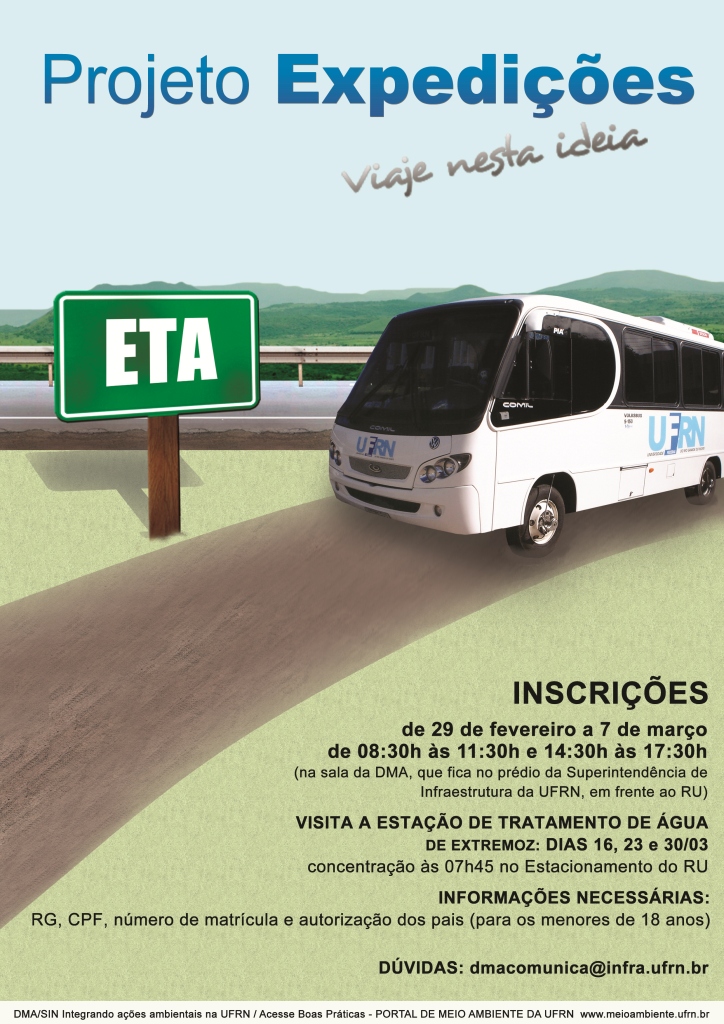 Projeto Expedições
Viaje nesta ideia
ETA
PIA
COMIL
COMIL
UFRN
UFRN
INSCRIÇÕES
de 29 de fevereiro a 7 de março
de 08:30h às 11:30h e 14:30h às 17:30h
(na sala da DMA, que fica no prédio da Superintendência de
Infraestrutura da UFRN, em frente ao RU)
VISITA A ESTAÇÃO DE TRATAMENTO DE ÁGUA
DE EXTREMOZ: DIAS 16, 23 e 30/03
concentração às 07h45 no Estacionamento do RU
INFORMAÇÕES NECESSÁRIAS:
RG, CPF, número de matrícula e autorização dos pais (para os menores de 18 anos)
DÚVIDAS: dmacomunica@infra.ufrn.br
DMA/SIN Integrando ações ambientais na UFRN / Acesse Boas Práticas - PORTAL DE MEIO AMBIENTE DA UFRN www.meioambiente.ufrn.br